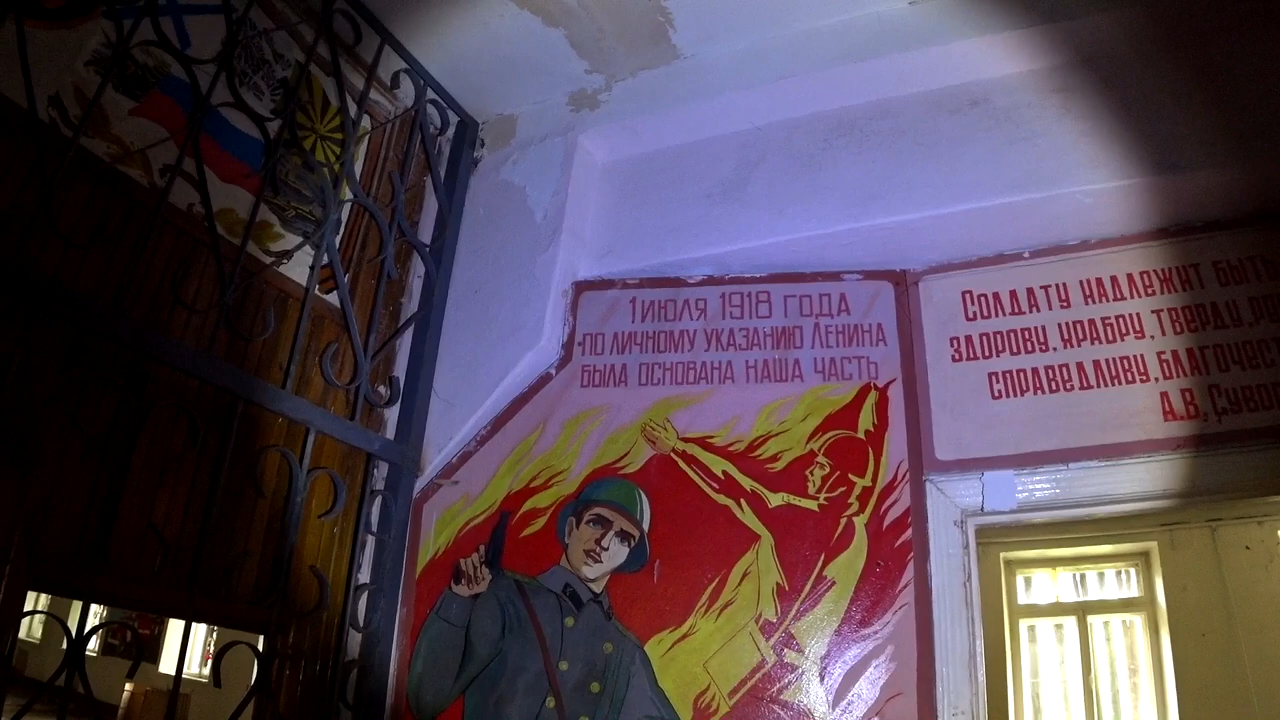 1 ИЮЛЯ 1918 ГОДА
ПО ЛИЧНОМУ УКАЗАНИЮ ЛЕНИНА
БЫЛА ОСНОВАНА НАША ЧАСТЬ
СОЛДАТУ НАДЛЕЖИТ БЫТЬ
ЗДОРОВУ, ХРАБРУ, ТВЕРДУ,
СПРАВЕДЛИВУ,
А.В.